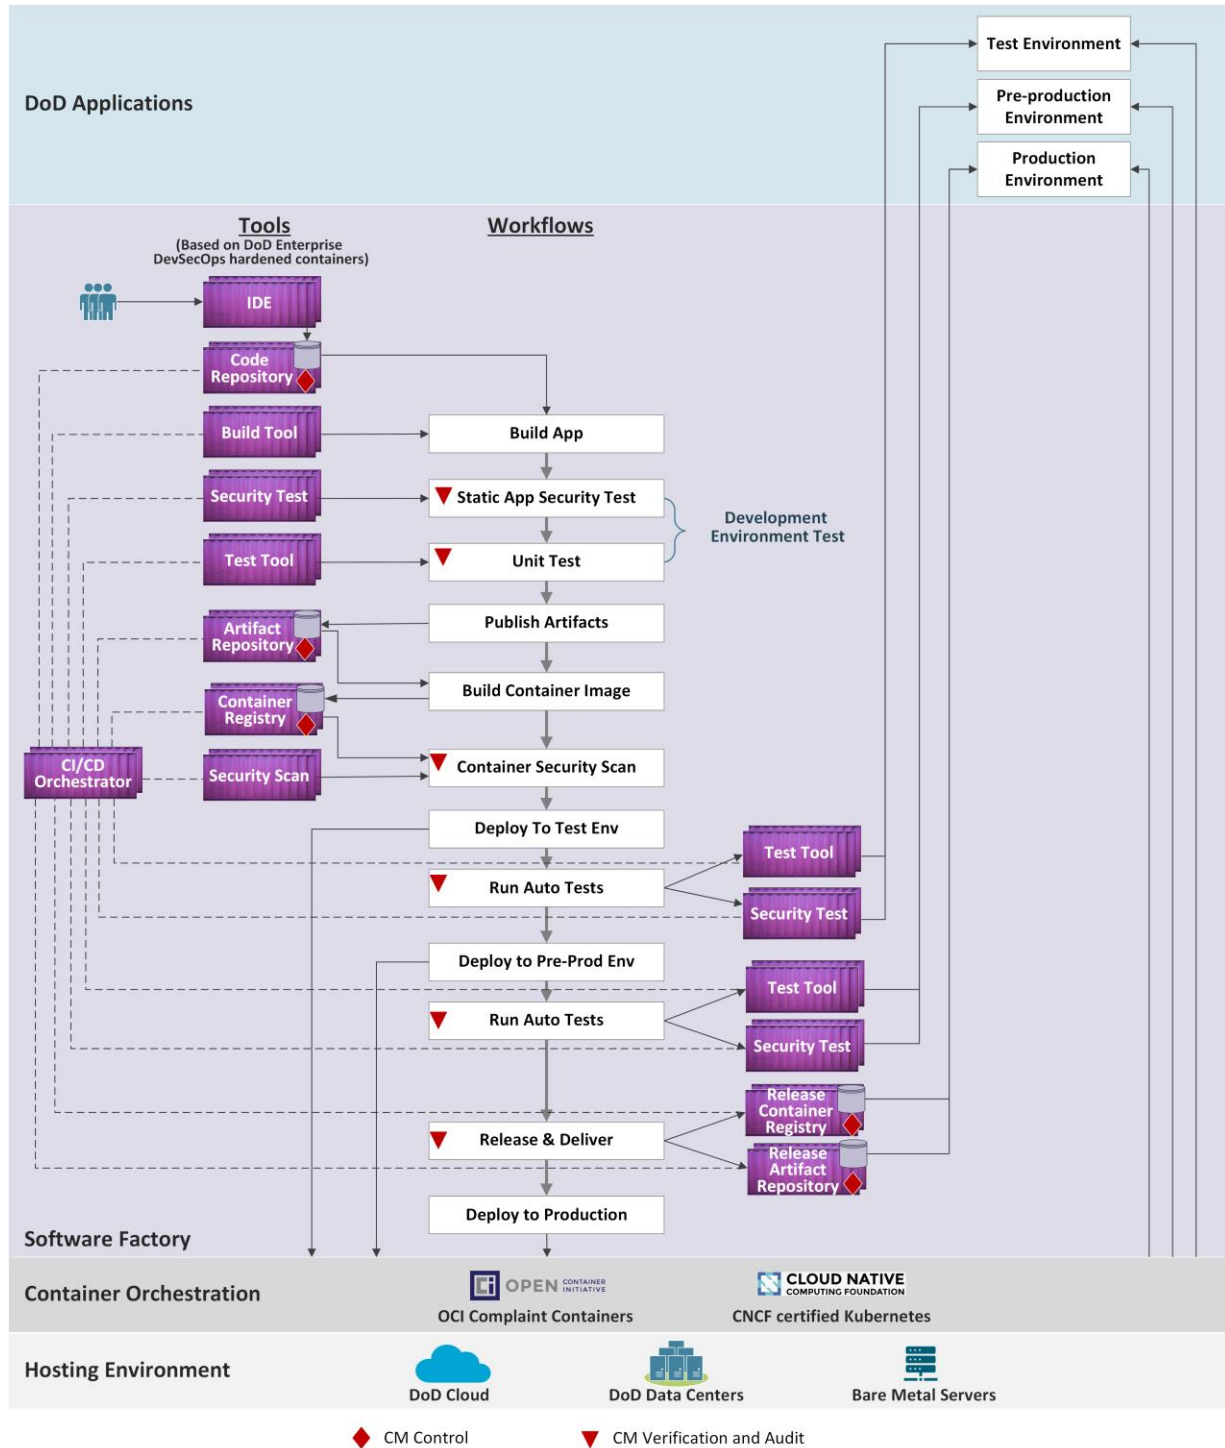 Test Environment
DoD Applications
Pre-production
Environment
Production
Environment
Tools
(Based on DoD Enterprise
DevSecOps hardened containers)
Workflows
IDE
Code
Repository
Build Tool
Build App
Security Test
Static App Security Test
Development
Environment Test
Test Tool
Unit Test
Artifact
Repository
Publish Artifacts
Container
Registry
Build Container Image
CI/CD
Orchestrator
Security Scan
Container Security Scan
Deploy To Test Env
Test Tool
Run Auto Tests
Security Test
Deploy to Pre-Prod Env
Test Tool
Run Auto Tests
Security Test
Release
Container
Registry
Release & Deliver
Release
Artifact
Repository
Deploy to Production
Software Factory
Container Orchestration
OPEN CONTAINER
INITIATIVE
OCI Complaint Containers
CLOUD NATIVE
COMPUTING FOUNDATION
CNCF certified Kubernetes
Hosting Environment
DoD Cloud
DoD Data Centers
Bare Metal Servers
CM Control
CM Verification and Audit